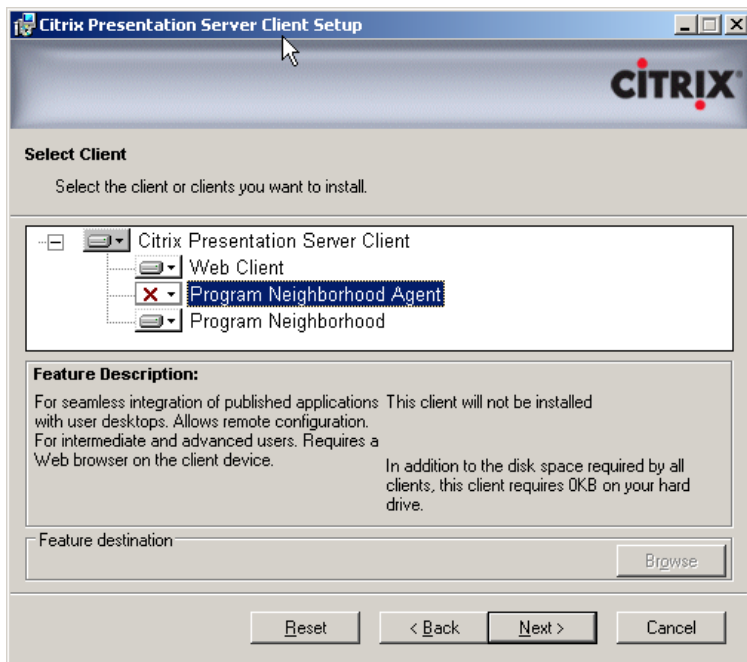 Citrix Presentation Server Client Setup
CITRIX
Select Client
Select the client or clients you want to install.
Citrix Presentation Server Client
Web Client
Program Neighborhood Agent
Program Neighborhood
Feature Description:
For seamless integration of published applications
with user desktops. Allows remote configuration.
For intermediate and advanced users. Requires a
Web browser on the client device.
This client will not be installed
In addition to the disk space required by all
clients, this client requires 0KB on your hard
drive.
Feature destination
Browse
Reset
< Back
Next >
Cancel